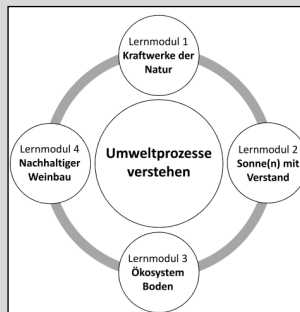 Lernmodul 1
Kraftwerke der
Natur
Lernmodul 4
Nachhaltiger
Weinbau
Umweltprozesse
verstehen
Lernmodul 2
Sonne(n) mit
Verstand
Lernmodul 3
Ökosystem
Boden